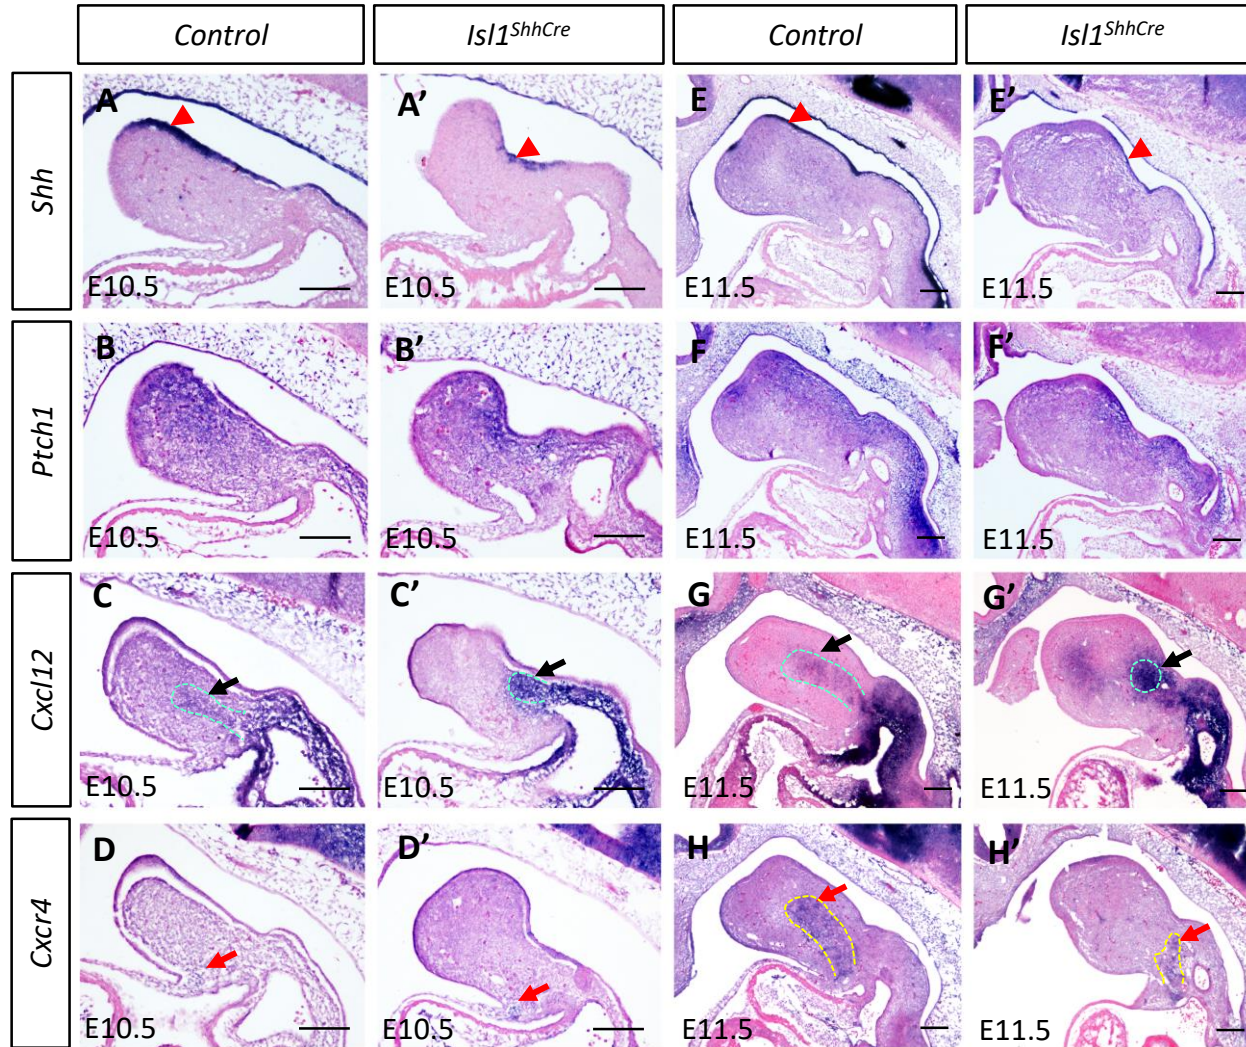 Control Isl1ShhCre Control Isl1ShhCre
Shh
A A’ E E’
E10.5 E10.5 E11.5 E11.5
Ptch1
B B’ F F’
E10.5 E10.5 E11.5 E11.5
Cxcl12
C C’ G G’
E10.5 E10.5 E11.5 E11.5
Cxcr4
D D’ H H’
E10.5 E10.5 E11.5 E11.5